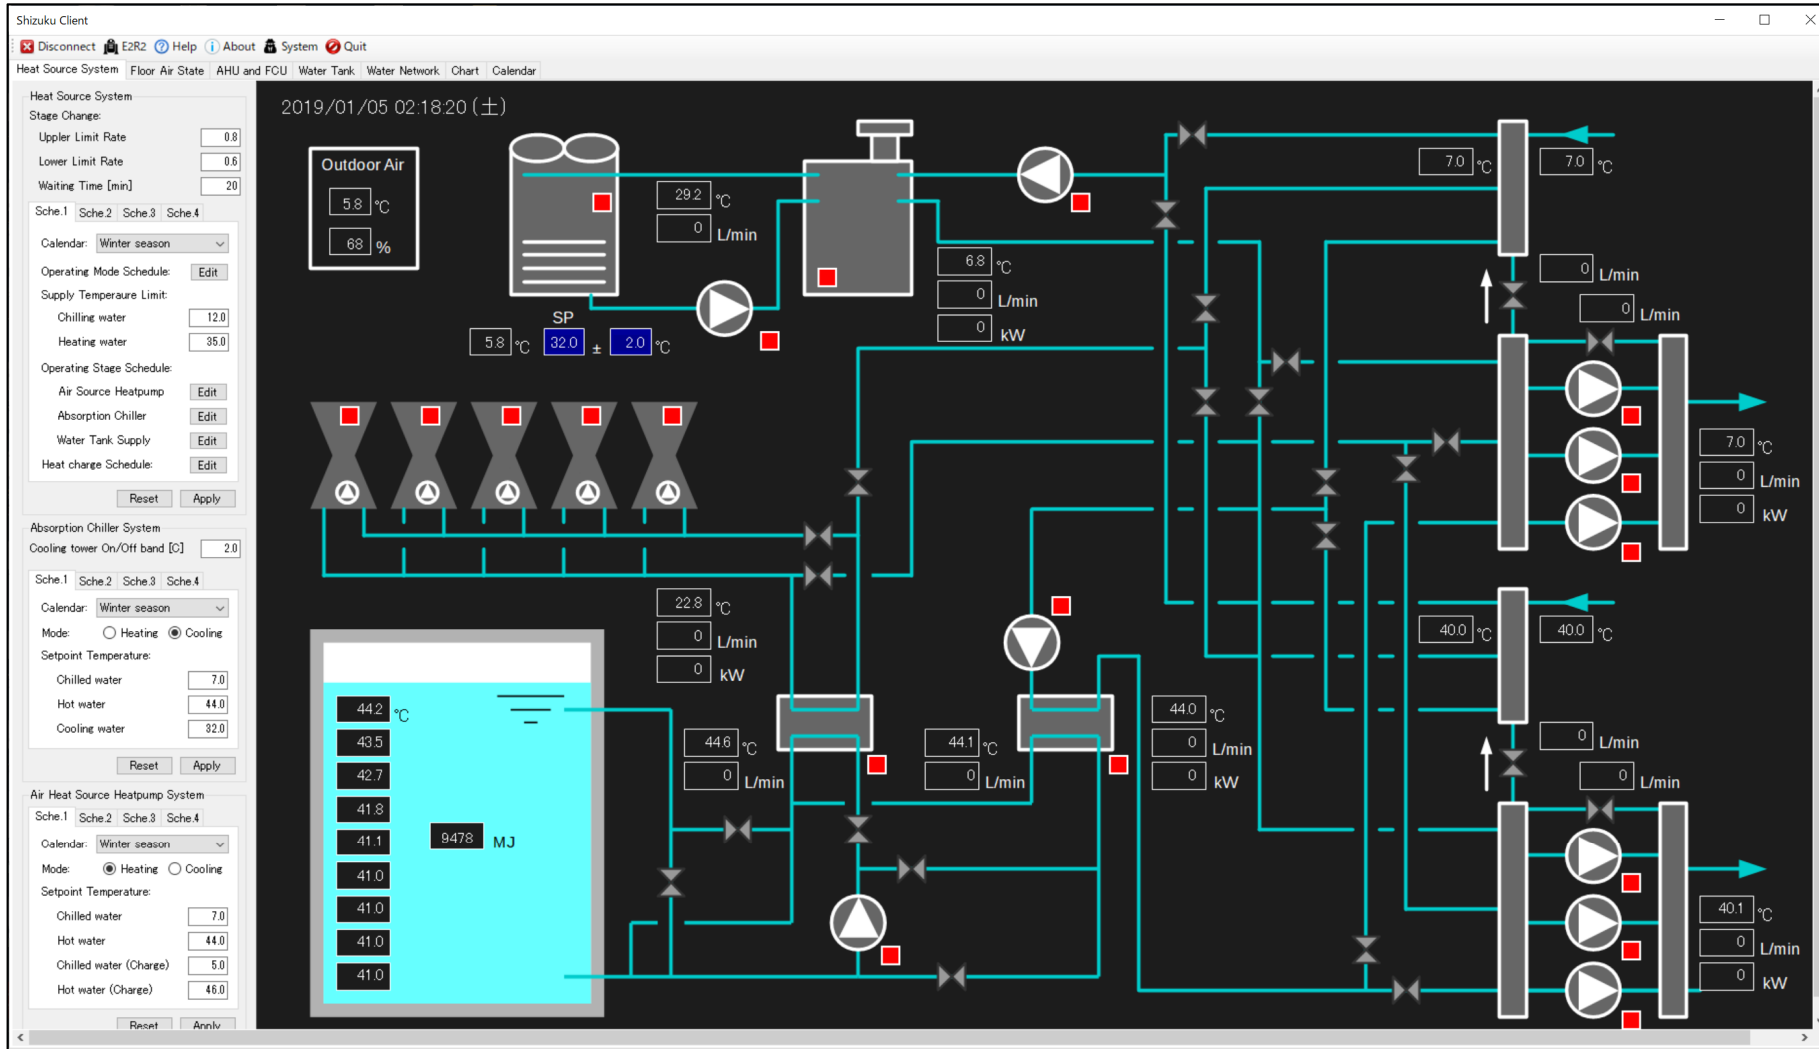 Shizuku Client
Disconnect E2R2 Help About System Quit
Heat Source System Floor Air State AHU and FCU Water Tank Water Network Chart Calendar
Heat Source System
Stage Change:
Uppler Limit Rate 0.8
Lower Limit Rate 0.6
Waiting Time [min] 20
Sche.1 Sche.2 Sche.3 Sche.4
Calendar: Winter season
Operating Mode Schedule: Edit
Supply Temperaure Limit:
Chilling water 12.0
Heating water 35.0
Operating Stage Schedule:
Air Source Heatpump Edit
Absorption Chiller Edit
Water Tank Supply Edit
Heat charge Schedule: Edit
Reset Apply
Absorption Chiller System
Cooling tower On/Off band [C] 2.0
Sche.1 Sche.2 Sche.3 Sche.4
Calendar: Winter season
Mode: Heating Cooling
Setpoint Temperature:
Chilled water 7.0
Hot water 44.0
Cooling water 32.0
Reset Apply
Air Heat Source Heatpump System
Sche.1 Sche.2 Sche.3 Sche.4
Calendar: Winter season
Mode: Heating Cooling
Setpoint Temperature:
Chilled water 7.0
Hot water 44.0
Chilled water (Charge) 5.0
Hot water (Charge) 46.0
Reset Apply
2019/01/05 02:18:20 (土)
Outdoor Air
5.8 ℃
68 %
29.2 ℃
0 L/min
SP
5.8 ℃ 32.0 ± 2.0 ℃
6.8 ℃
0 L/min
0 kW
7.0 ℃ 7.0 ℃
0 L/min
0 L/min
7.0 ℃
0 L/min
0 kW
22.8 ℃
0 L/min
0 kW
44.6 ℃
0 L/min
44.1 ℃
0 L/min
44.0 ℃
0 L/min
0 kW
40.0 ℃ 40.0 ℃
0 L/min
0 L/min
40.1 ℃
0 L/min
0 kW
44.2 ℃
43.5
42.7
41.8
41.1
41.0
41.0
41.0
41.0
9478 MJ